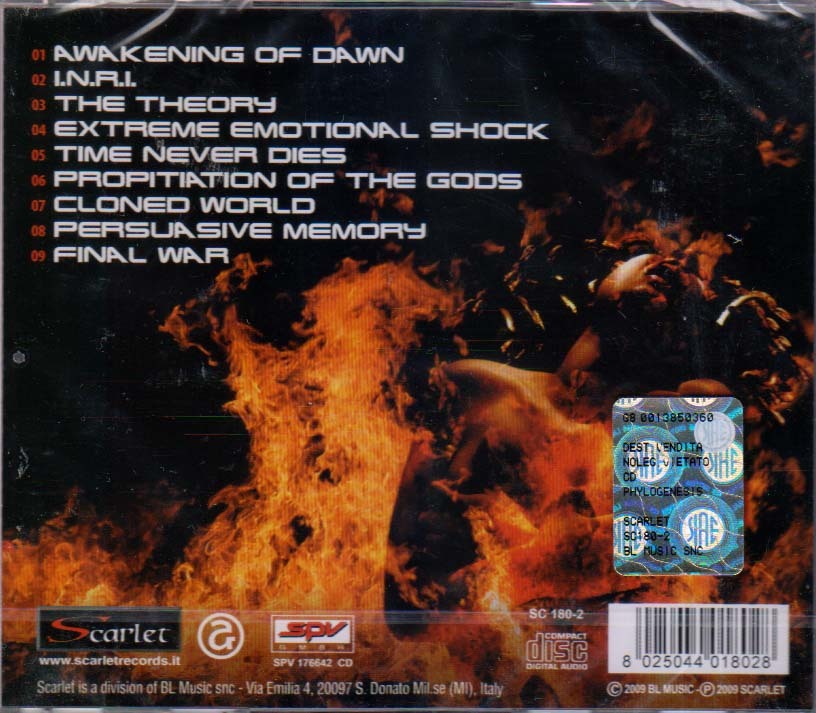 01 AWAKENING OF DAWN
02 I.N.R.I.
03 THE THEORY
04 EXTREME EMOTIONAL SHOCK
05 TIME NEVER DIES
06 PROPITIATION OF THE GODS
07 CLONED WORLD
08 PERSUASIVE MEMORY
09 FINAL WAR
G8 0013850360
DEST VENDITA
NOLEG VIETATO
CD
PHYLOGENESIS
SCARLET
SC180-2
BL MUSIC SNC
SIAE
Scarlet
www.scarletrecords.it
SPV
GMBH
SPV 176642 CD
SC 180-2
COMPACT
disc
DIGITAL AUDIO
8 025044 018028
Scarlet is a division of BL Music snc - Via Emilia 4, 20097 S. Donato Mil.se (MI), Italy
©2009 BL MUSIC - ℗ 2009 SCARLET